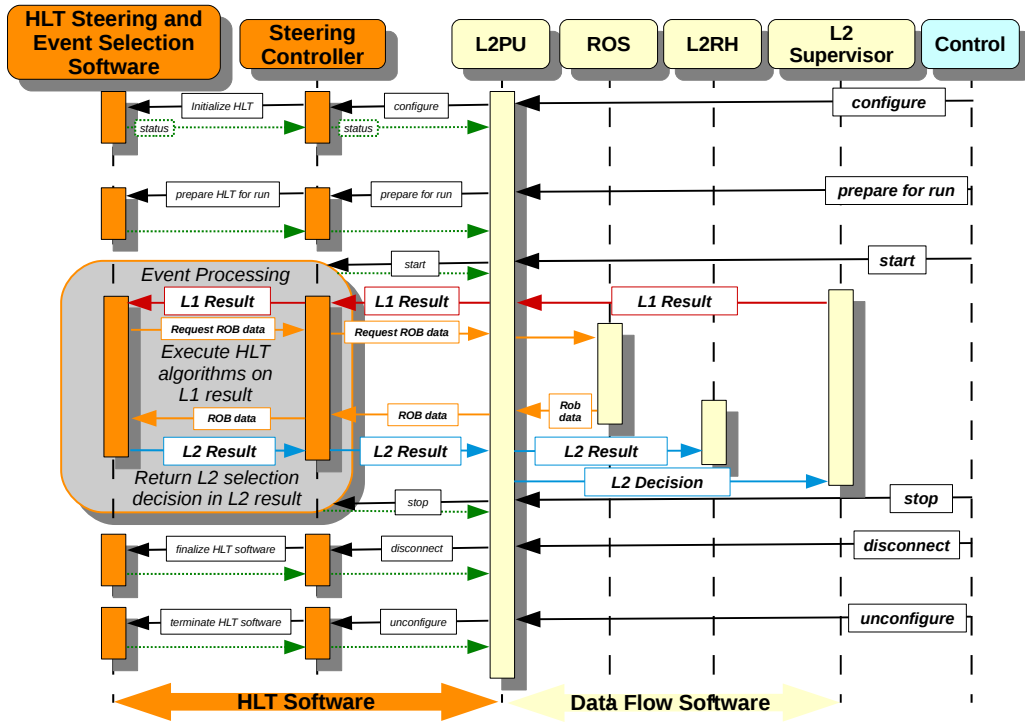 HLT Steering and
Event Selection
Software
Steering
Controller
L2PU
ROS
L2RH
L2
Supervisor
Control
Initialize HLT
configure
configure
status
status
prepare HLT for run
prepare for run
prepare for run
start
start
Event Processing
L1 Result
L1 Result
L1 Result
Request ROB data
Request ROB data
Execute HLT
algorithms on
L1 result
ROB data
ROB data
Rob
data
L2 Result
L2 Result
L2 Result
Return L2 selection
decision in L2 result
L2 Decision
stop
stop
finalize HLT software
disconnect
disconnect
terminate HLT software
unconfigure
unconfigure
HLT Software
Data Flow Software